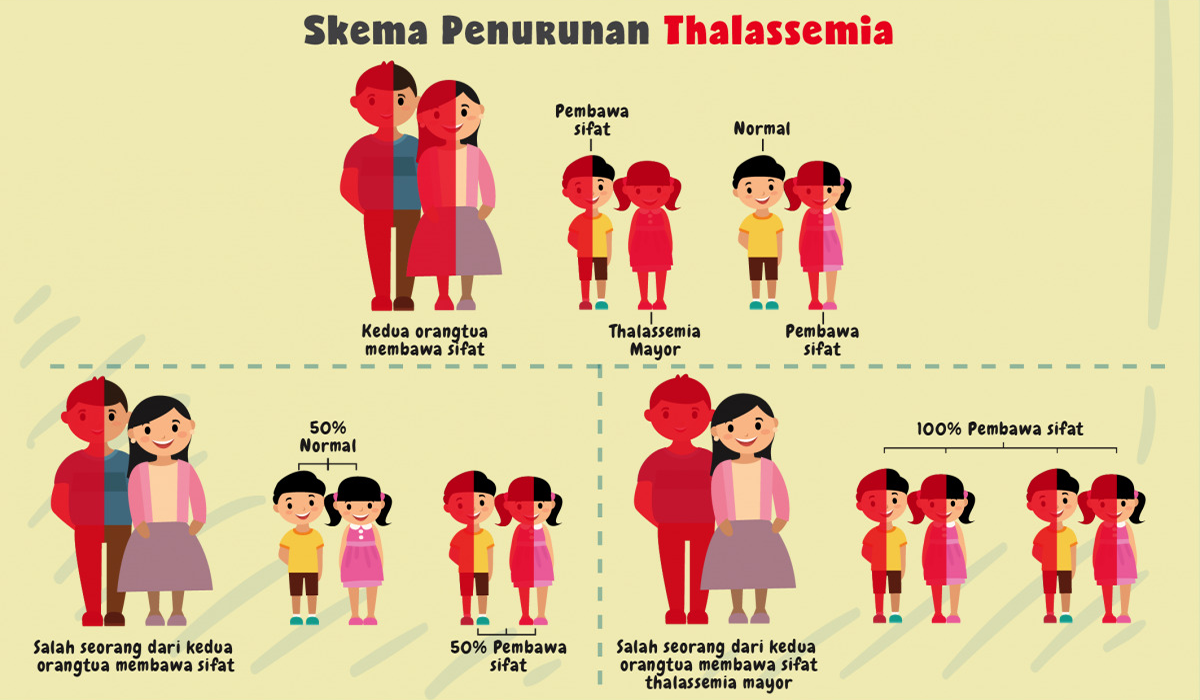 Skema Penurunan Thalassemia
Pembawa
sifat
Normal
Kedua orangtua
membawa sifat
Thalassemia
Mayor
Pembawa
sifat
50%
Normal
Salah seorang dari kedua
orangtua membawa sifat
50% Pembawa
sifat
100% Pembawa sifat
Salah seorang dari kedua
orangtua membawa sifat
thalassemia mayor